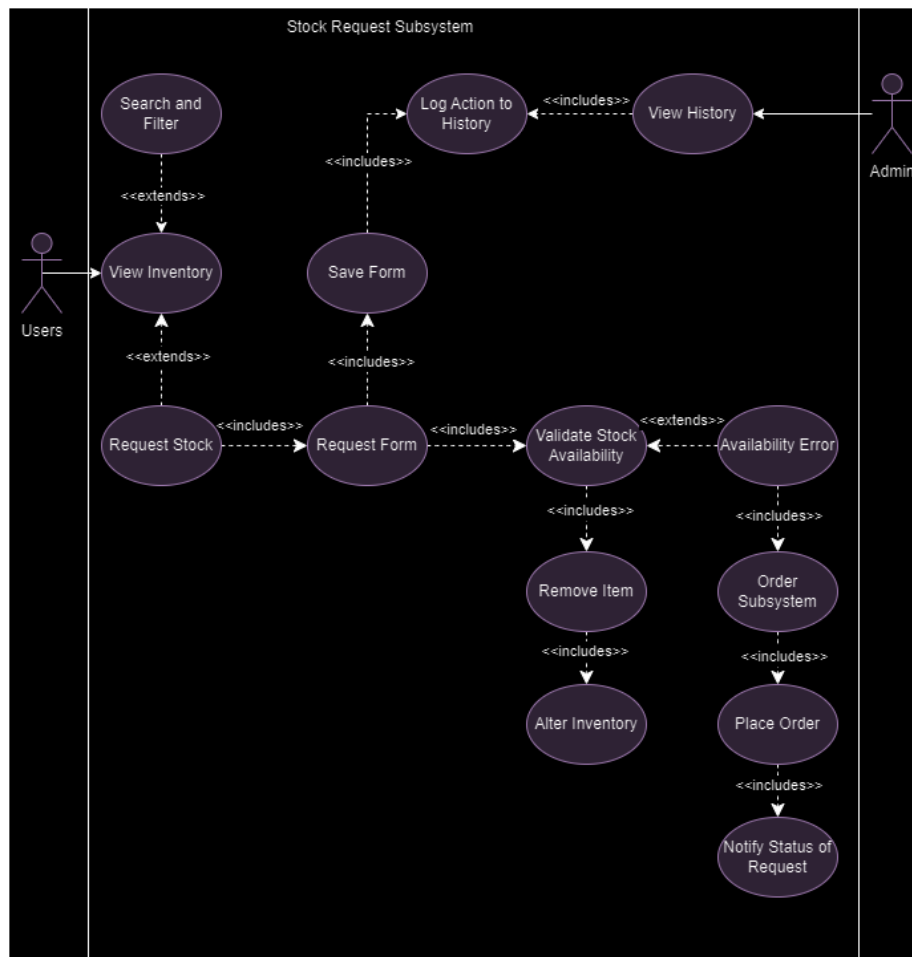 Stock Request Subsystem
Search and
Filter
Log Action to
History
<<includes>>
View History
Admin
<<includes>>
<<extends>>
View Inventory
Save Form
Users
<<extends>>
<<includes>>
Request Stock
<<includes>>
Request Form
<<includes>>
Validate Stock
Availability
<<extends>>
Availability Error
<<includes>>
<<includes>>
Remove Item
Order
Subsystem
<<includes>>
<<includes>>
Alter Inventory
Place Order
<<includes>>
Notify Status of
Request